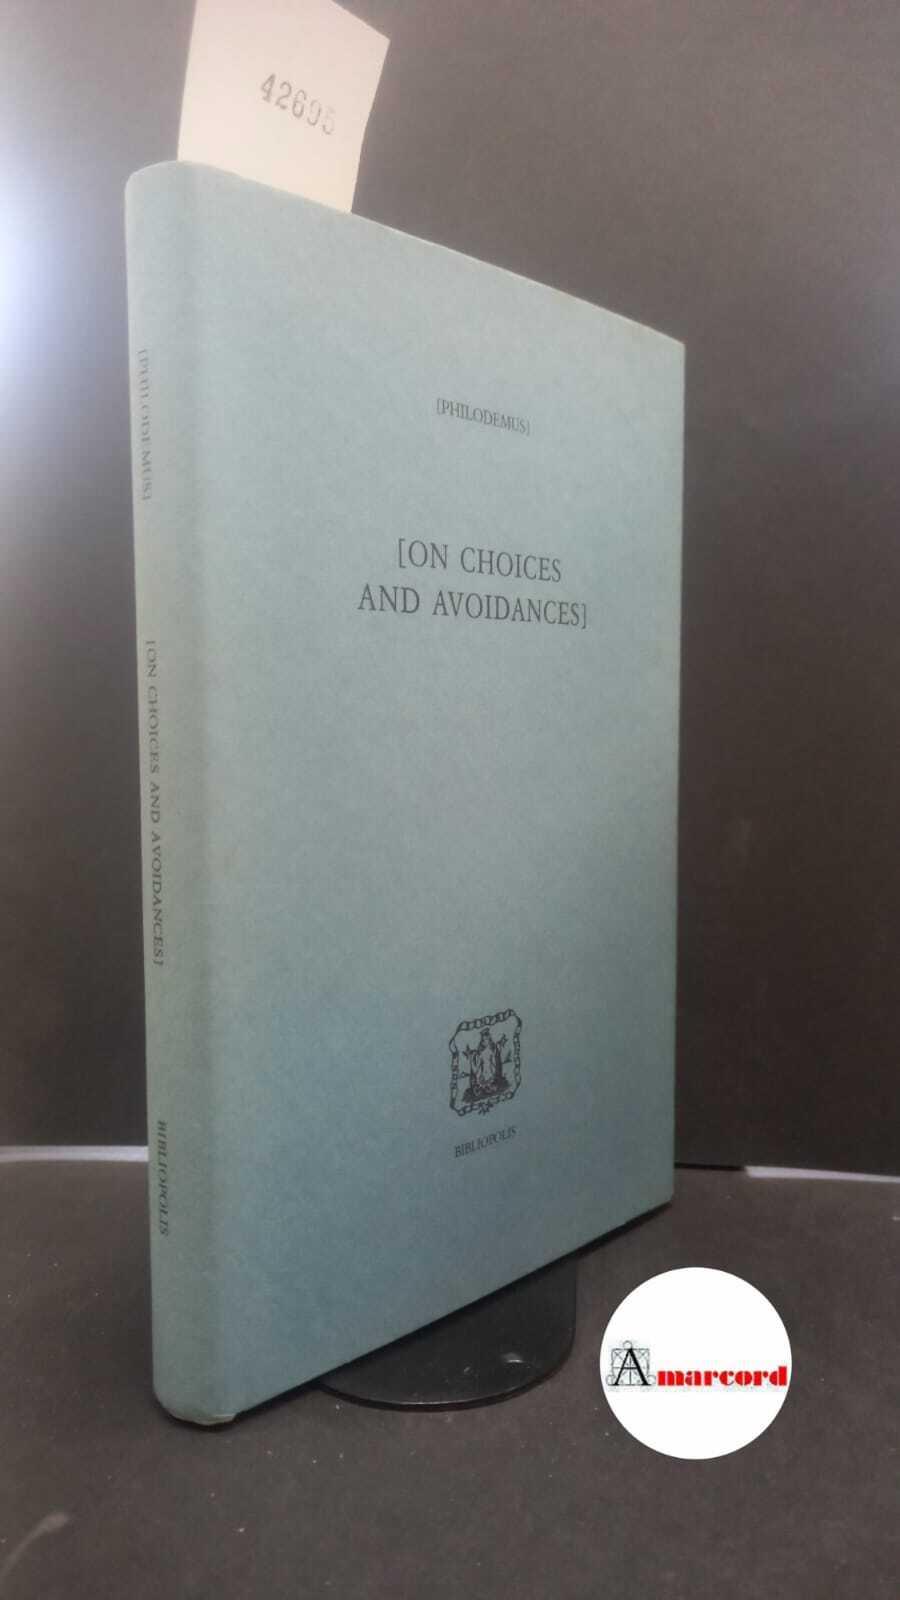 42695
[PHILODEMUS]
[ON CHOICES
AND AVOIDANCES]
BIBLIOPOLIS
[PHILODEMUS]
[ON CHOICES AND AVOIDANCES]
BIBLIOPOLIS
Amarcord